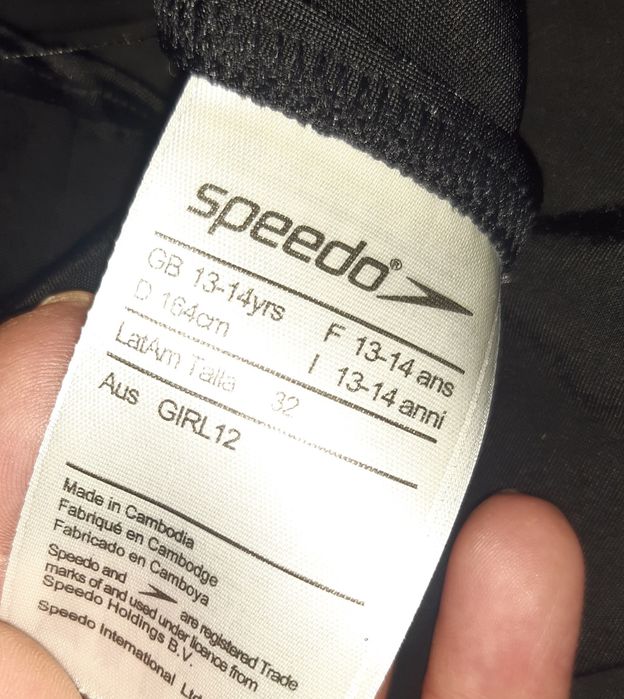 speedo®
GB 13-14yrs F 13-14 ans
D 164cm I 13-14 anni
LatAm Talla 32
Aus GIRL12
Made in Cambodia
Fabriqué en Cambodge
Fabricado en Camboya
Speedo and are registered Trade
marks of and used under licence from
Speedo Holdings B.V.
Speedo International Ltd